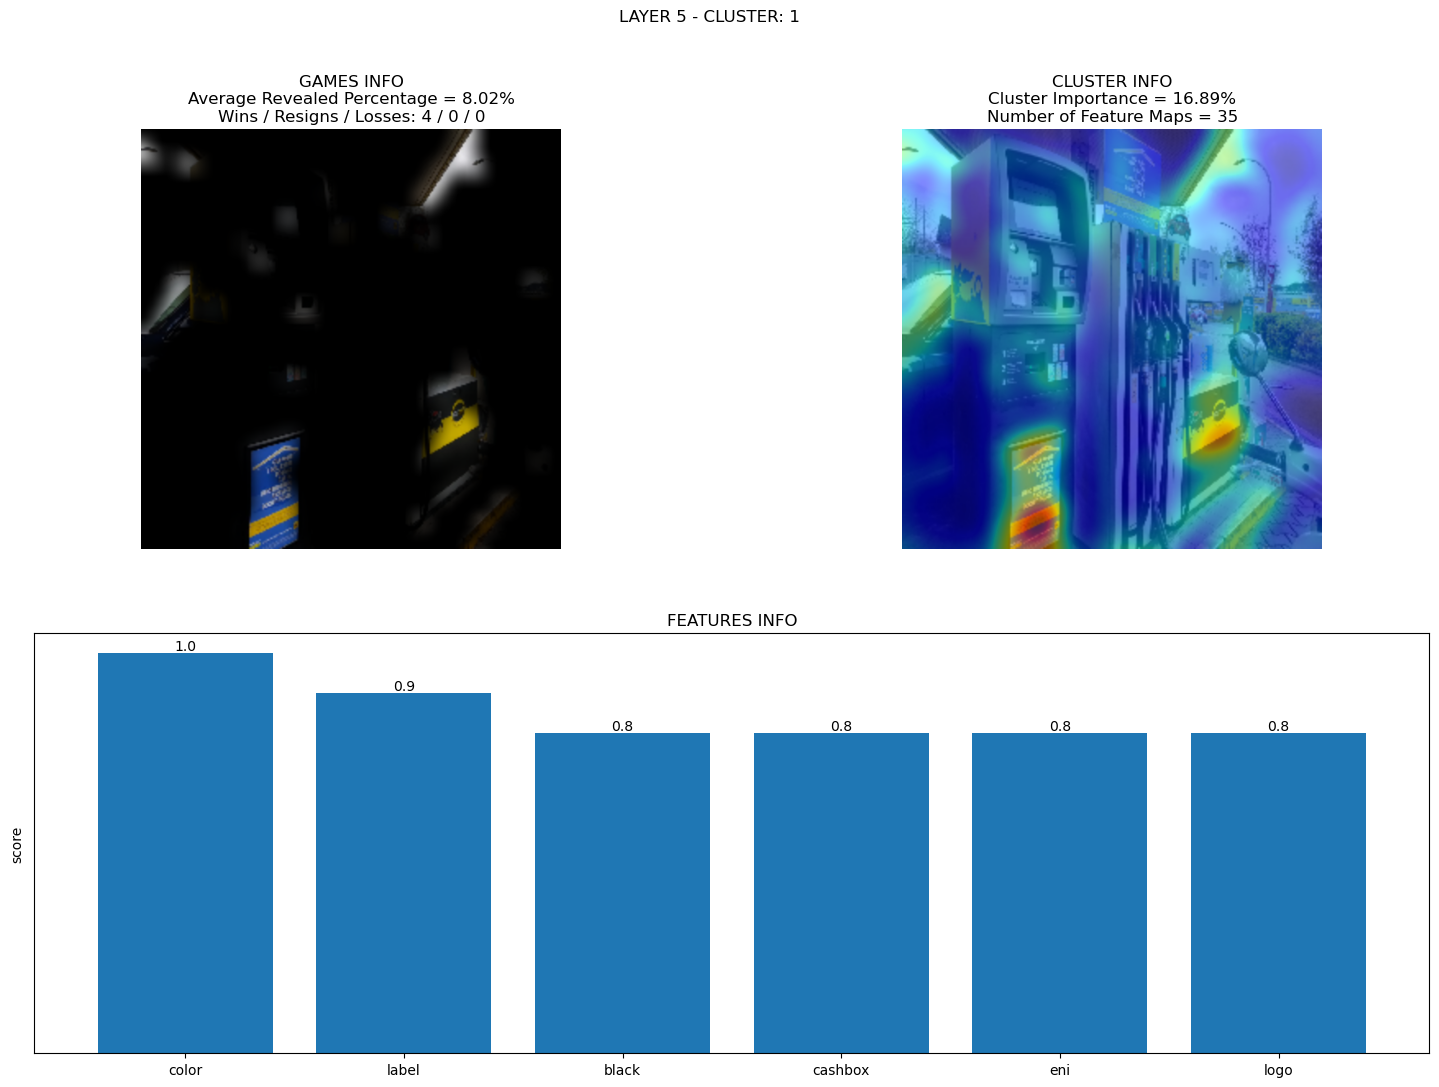 LAYER 5 - CLUSTER: 1
GAMES INFO
Average Revealed Percentage = 8.02%
Wins / Resigns / Losses: 4 / 0 / 0
CLUSTER INFO
Cluster Importance = 16.89%
Number of Feature Maps = 35
FEATURES INFO
score
1.0
0.9
0.8
0.8
0.8
0.8
color
label
black
cashbox
eni
logo